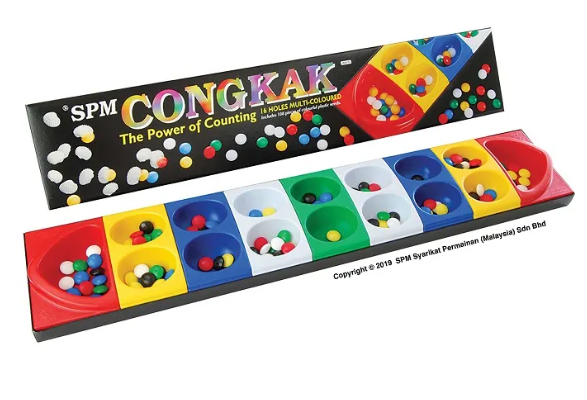 ® SPM CONGKAK
The Power of Counting
16 HOLES MULTI-COLOURED
Copyright © 2019 SPM Syarikat Permainan (Malaysia) Sdn Bhd